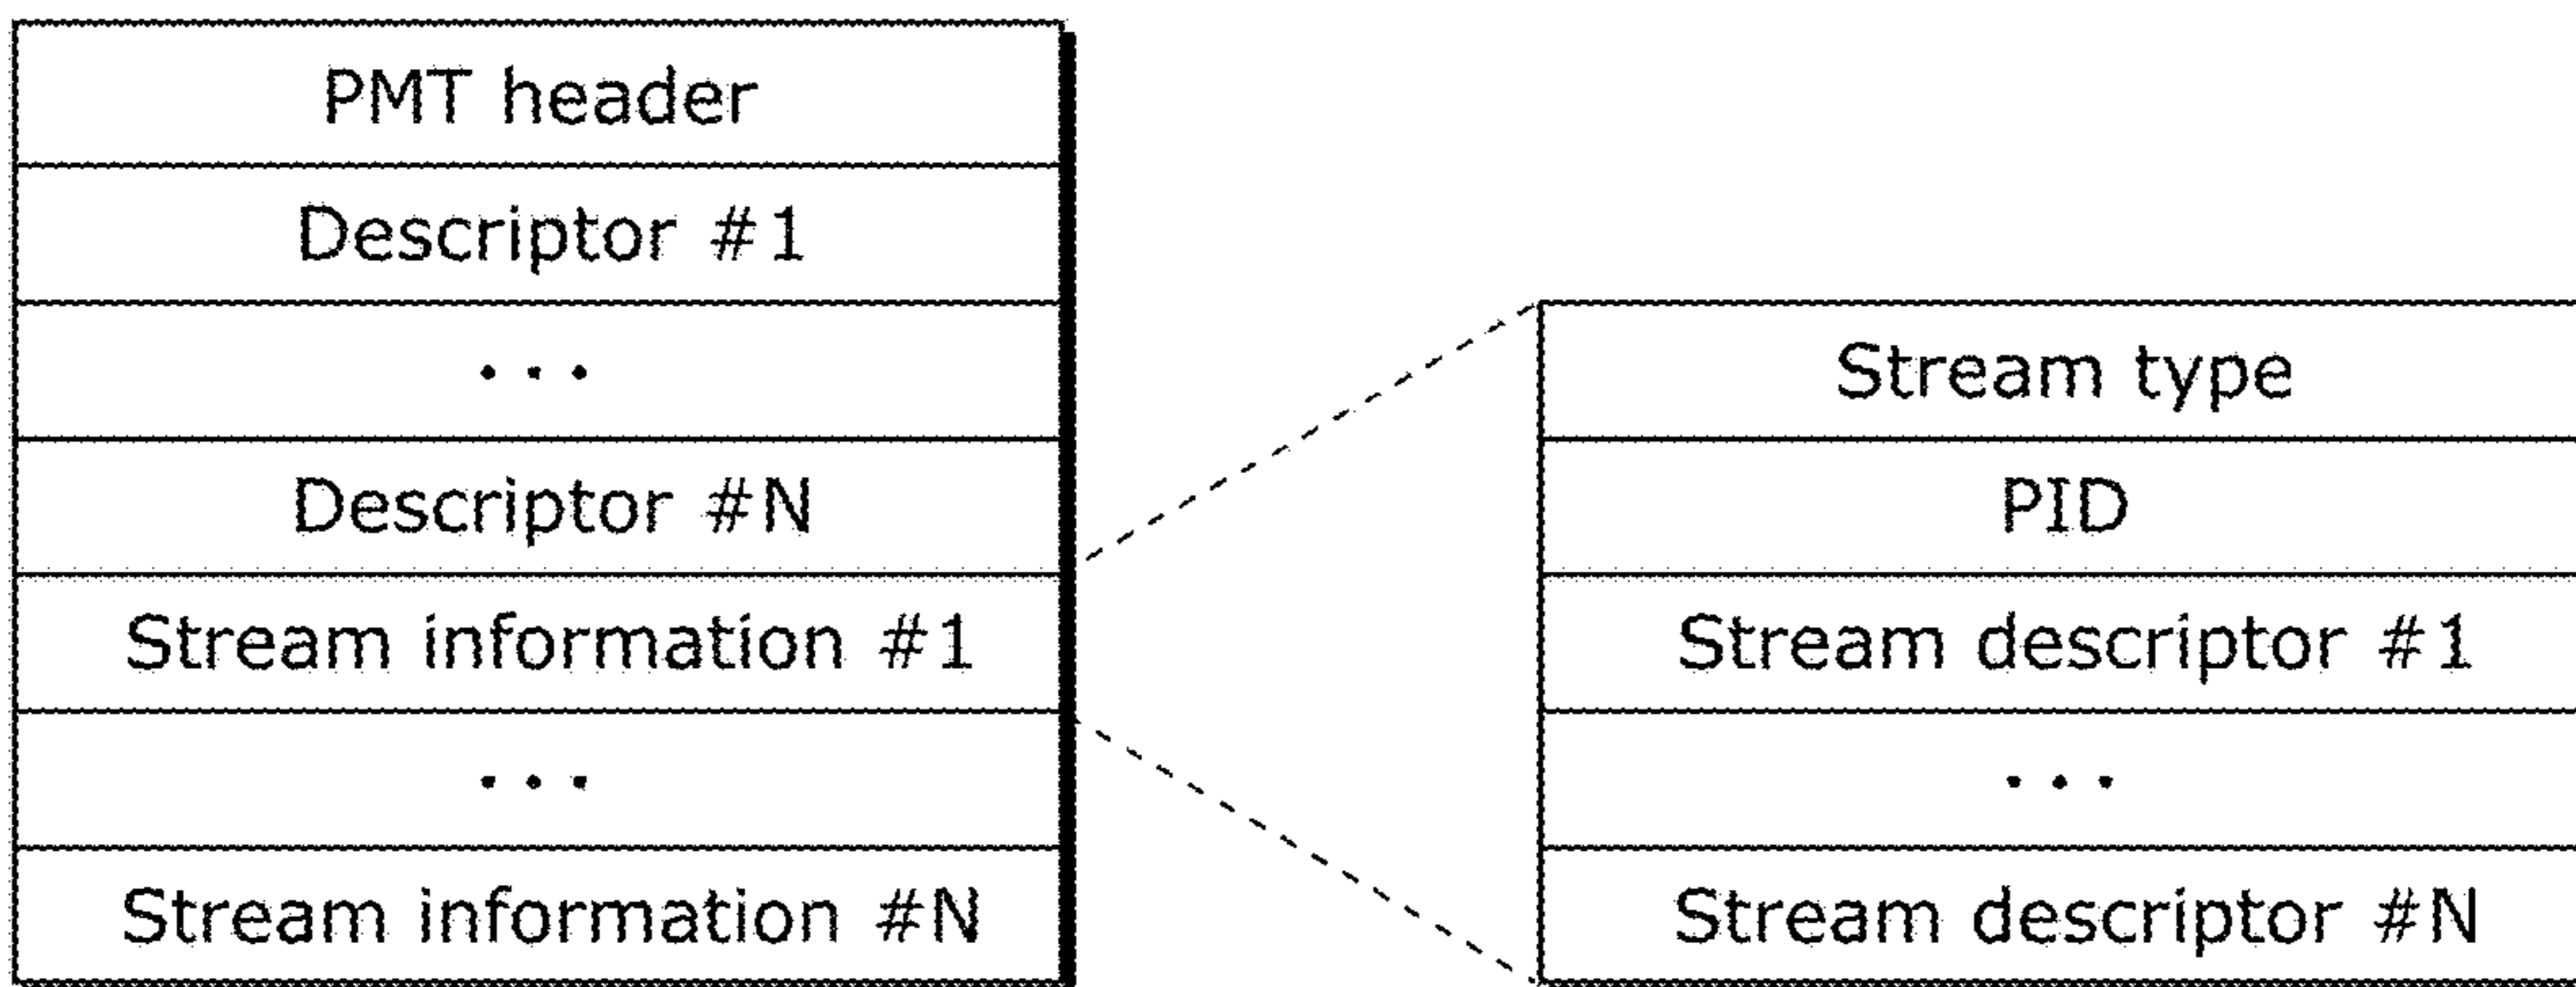 PMT header
Descriptor #1
...
Descriptor #N
Stream information #1
...
Stream information #N
Stream type
PID
Stream descriptor #1
...
Stream descriptor #N